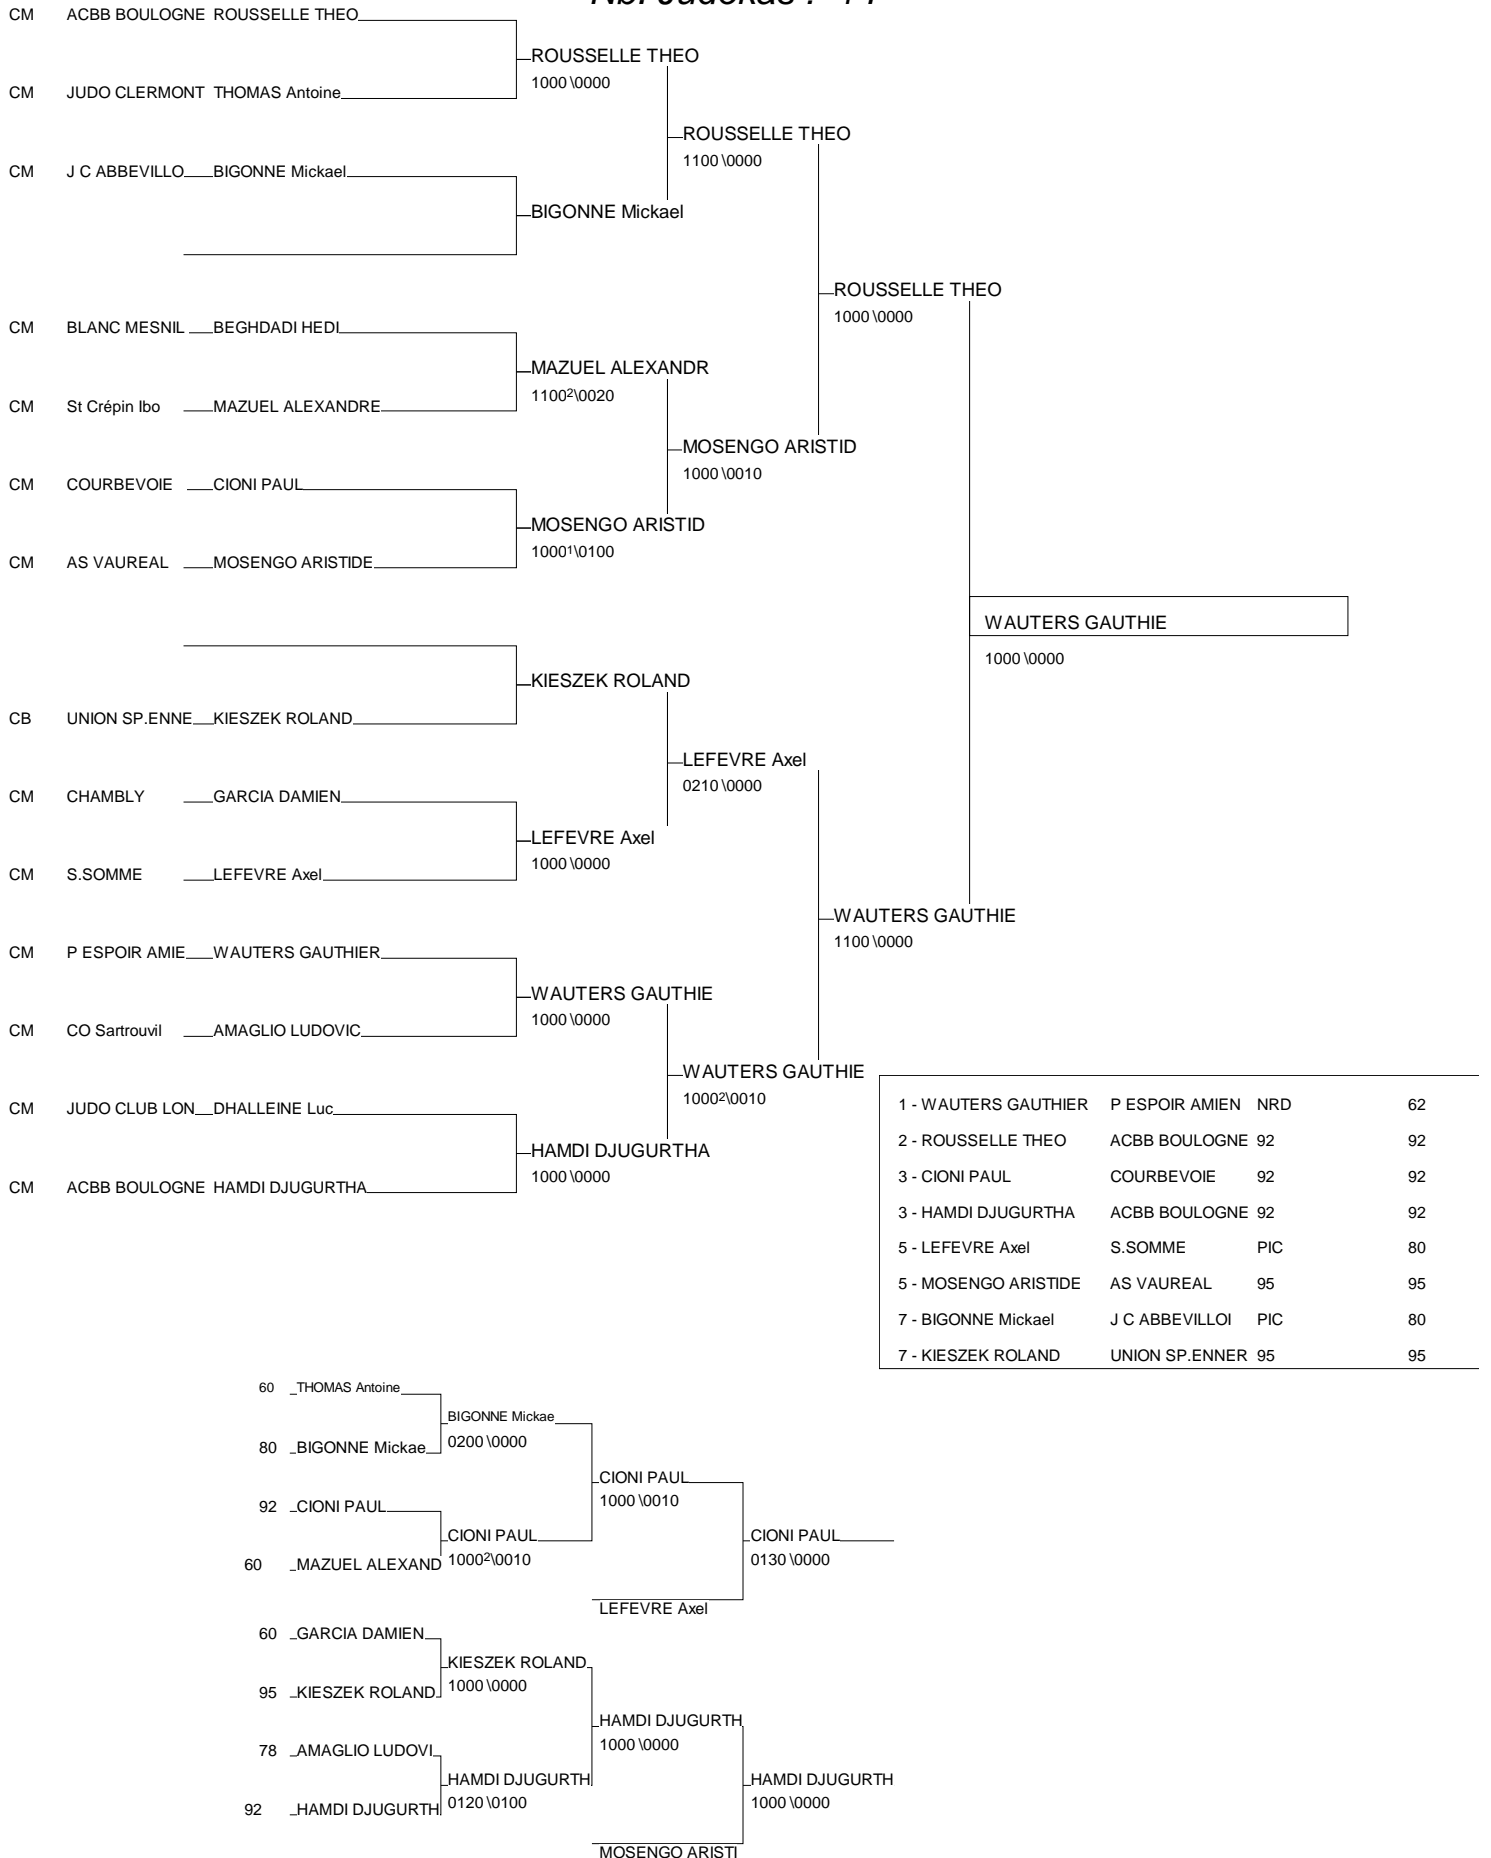 CM ACBB BOULOGNE ROUSSELLE THEO
ROUSSELLE THEO
1000\0000
CM JUDO CLERMONT THOMAS Antoine
ROUSSELLE THEO
1100\0000
CM J C ABBEVILLO BIGONNE Mickael
BIGONNE Mickael
ROUSSELLE THEO
1000\0000
CM BLANC MESNIL BEGHDADI HEDI
MAZUEL ALEXANDR
1100²\0020
CM St Crépin Ibo MAZUEL ALEXANDRE
MOSENGO ARISTID
1000\0010
CM COURBEVOIE CIONI PAUL
MOSENGO ARISTID
1000¹\0100
CM AS VAUREAL MOSENGO ARISTIDE
WAUTERS GAUTHIE
1000\0000
KIESZEK ROLAND
CB UNION SP.ENNE KIESZEK ROLAND
LEFEVRE Axel
0210\0000
CM CHAMBLY GARCIA DAMIEN
LEFEVRE Axel
1000\0000
CM S.SOMME LEFEVRE Axel
WAUTERS GAUTHIE
1100\0000
CM P ESPOIR AMIE WAUTERS GAUTHIER
WAUTERS GAUTHIE
1000\0000
CM CO Sartrouvil AMAGLIO LUDOVIC
WAUTERS GAUTHIE
1000²\0010
CM JUDO CLUB LON DHALLEINE Luc
HAMDI DJUGURTHA
1000\0000
CM ACBB BOULOGNE HAMDI DJUGURTHA
1 - WAUTERS GAUTHIER P ESPOIR AMIEN NRD 62
2 - ROUSSELLE THEO ACBB BOULOGNE 92 92
3 - CIONI PAUL COURBEVOIE 92 92
3 - HAMDI DJUGURTHA ACBB BOULOGNE 92 92
5 - LEFEVRE Axel S.SOMME PIC 80
5 - MOSENGO ARISTIDE AS VAUREAL 95 95
7 - BIGONNE Mickael J C ABBEVILLOI PIC 80
7 - KIESZEK ROLAND UNION SP.ENNER 95 95
60 THOMAS Antoine
BIGONNE Mickae
0200\0000
80 BIGONNE Mickae
CIONI PAUL
1000\0010
92 CIONI PAUL
CIONI PAUL
1000²\0010
CIONI PAUL
0130\0000
60 MAZUEL ALEXAND
LEFEVRE Axel
60 GARCIA DAMIEN
KIESZEK ROLAND
1000\0000
95 KIESZEK ROLAND
HAMDI DJUGURTH
1000\0000
78 AMAGLIO LUDOVI
HAMDI DJUGURTH
0120\0100
HAMDI DJUGURTH
1000\0000
92 HAMDI DJUGURTH
MOSENGO ARISTI